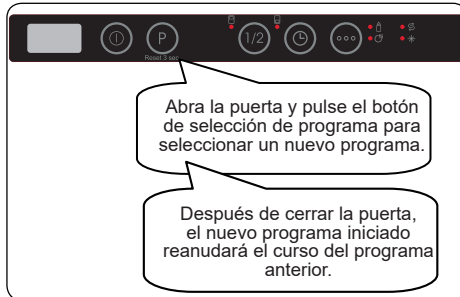 P
1/2
Reset 3 sec
Abra la puerta y pulse el botón
de selección de programa para
seleccionar un nuevo programa.
Después de cerrar la puerta,
el nuevo programa iniciado
reanudará el curso del programa
anterior.